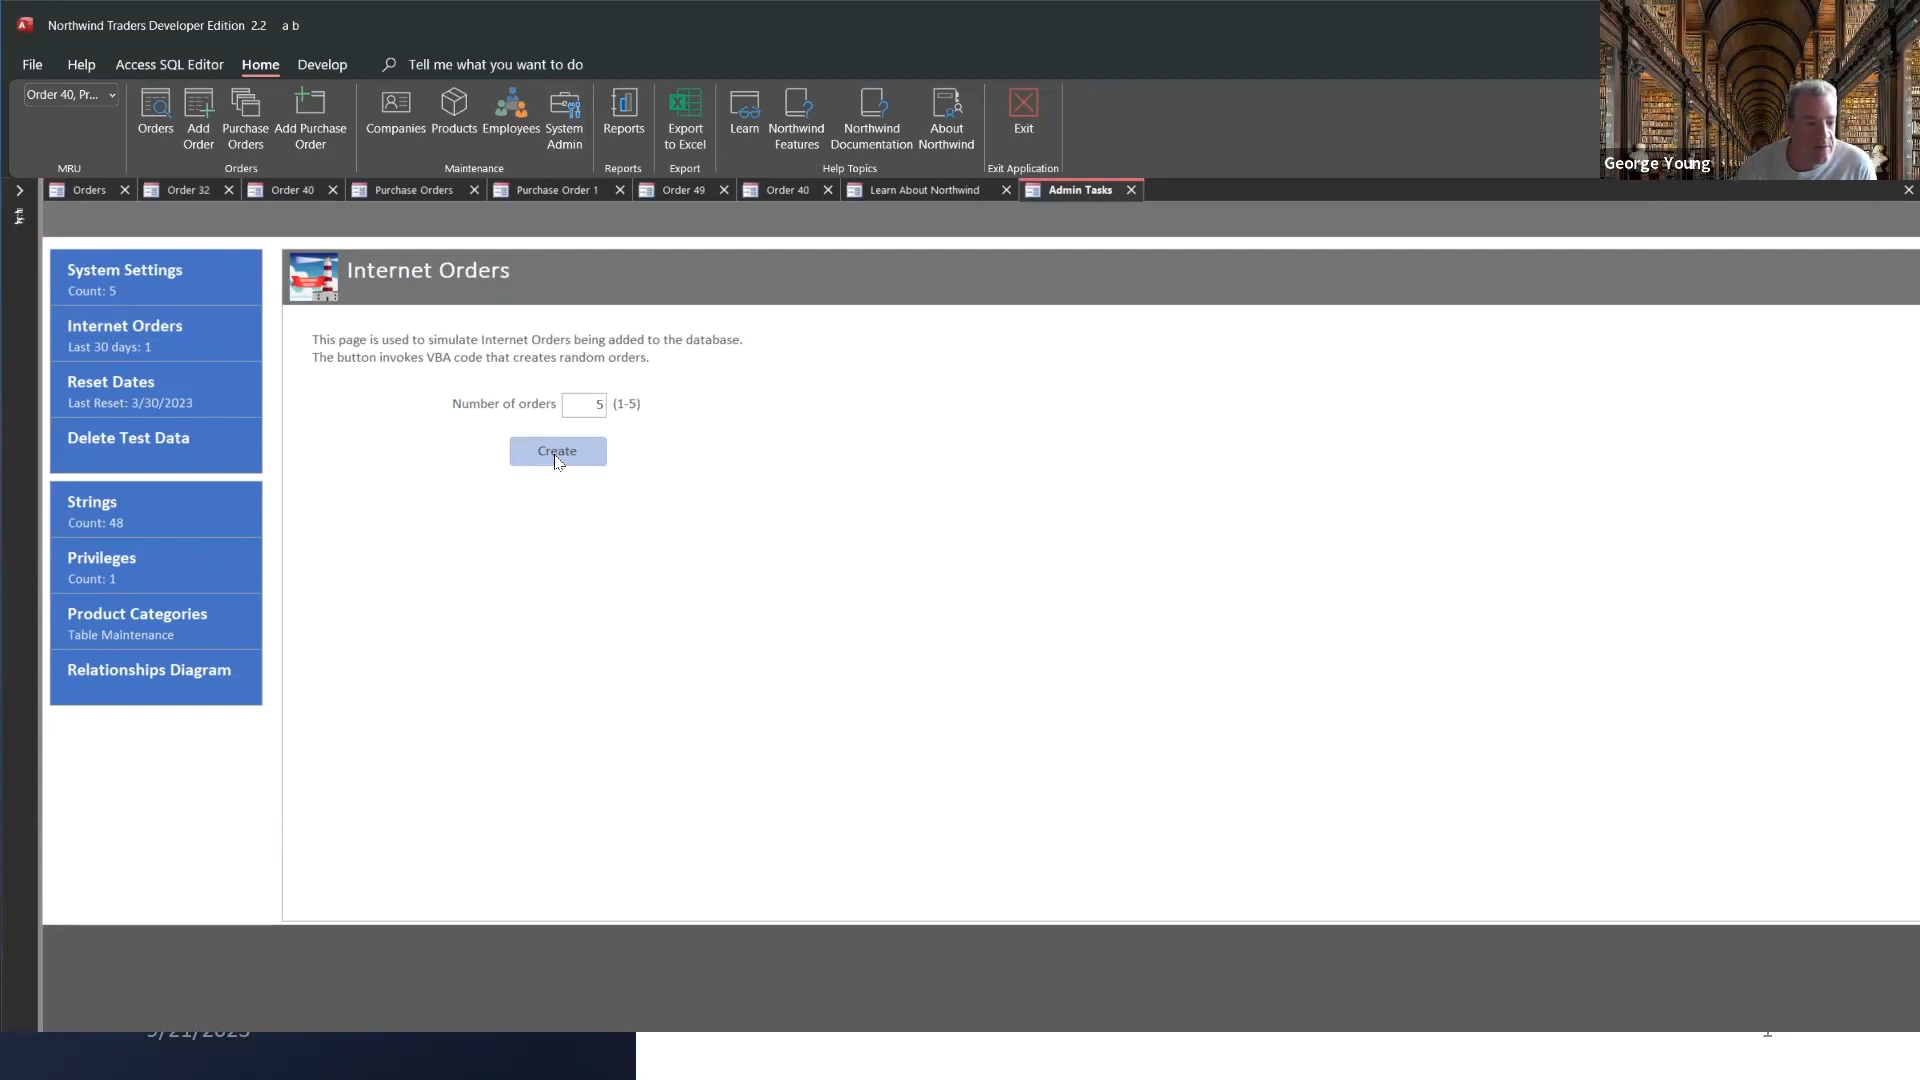 Northwind Traders Developer Edition 2.2 a b
File Help Access SQL Editor Home Develop Tell me what you want to do
Order 40, Pr...
Orders
Add
Order
Purchase
Orders
Add Purchase
Order
Companies
Products
Employees
System
Admin
Reports
Export
to Excel
Learn
Northwind
Features
Northwind
Documentation
About
Northwind
Exit
MRU
Orders
Maintenance
Reports
Export
Help Topics
Exit Application
George Young
Orders
Order 32
Order 40
Purchase Orders
Purchase Order 1
Order 49
Order 40
Learn About Northwind
Admin Tasks
System Settings
Count: 5
Internet Orders
Last 30 days: 1
Reset Dates
Last Reset: 3/30/2023
Delete Test Data
Strings
Count: 48
Privileges
Count: 1
Product Categories
Table Maintenance
Relationships Diagram
Internet Orders
This page is used to simulate Internet Orders being added to the database.
The button invokes VBA code that creates random orders.
Number of orders 5 (1-5)
Create